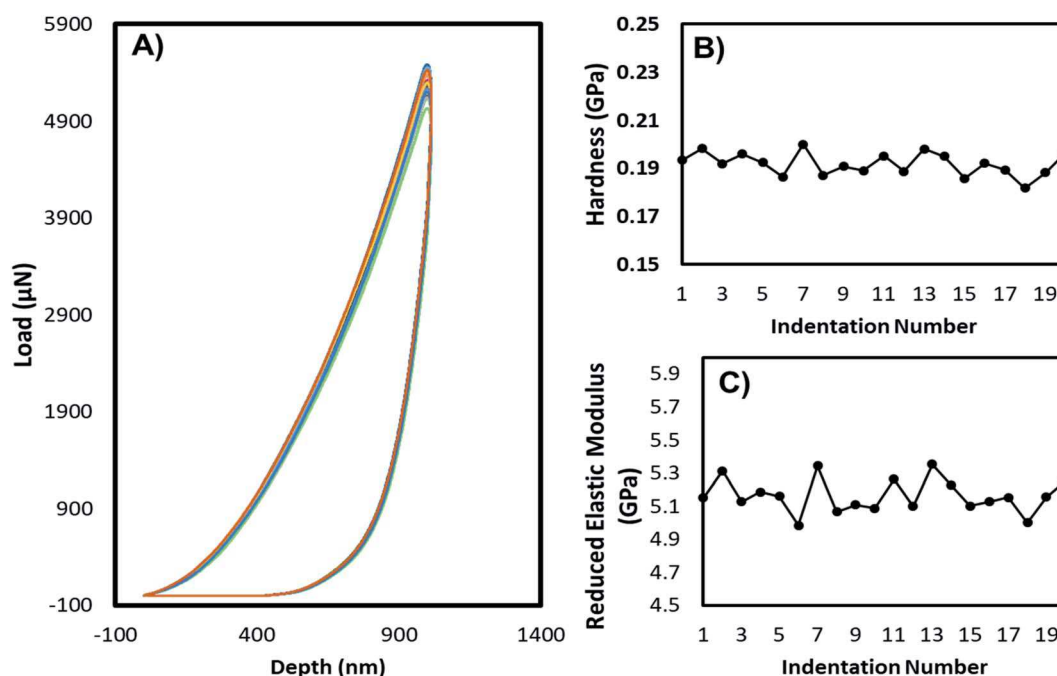 A)
5900
4900
3900
2900
1900
900
-100
Load (µN)
-100 400 900 1400
Depth (nm)
B)
0.25
0.23
0.21
0.19
0.17
0.15
Hardness (GPa)
1 3 5 7 9 11 13 15 17 19
Indentation Number
C)
5.9
5.7
5.5
5.3
5.1
4.9
4.7
4.5
Reduced Elastic Modulus
(GPa)
1 3 5 7 9 11 13 15 17 19
Indentation Number